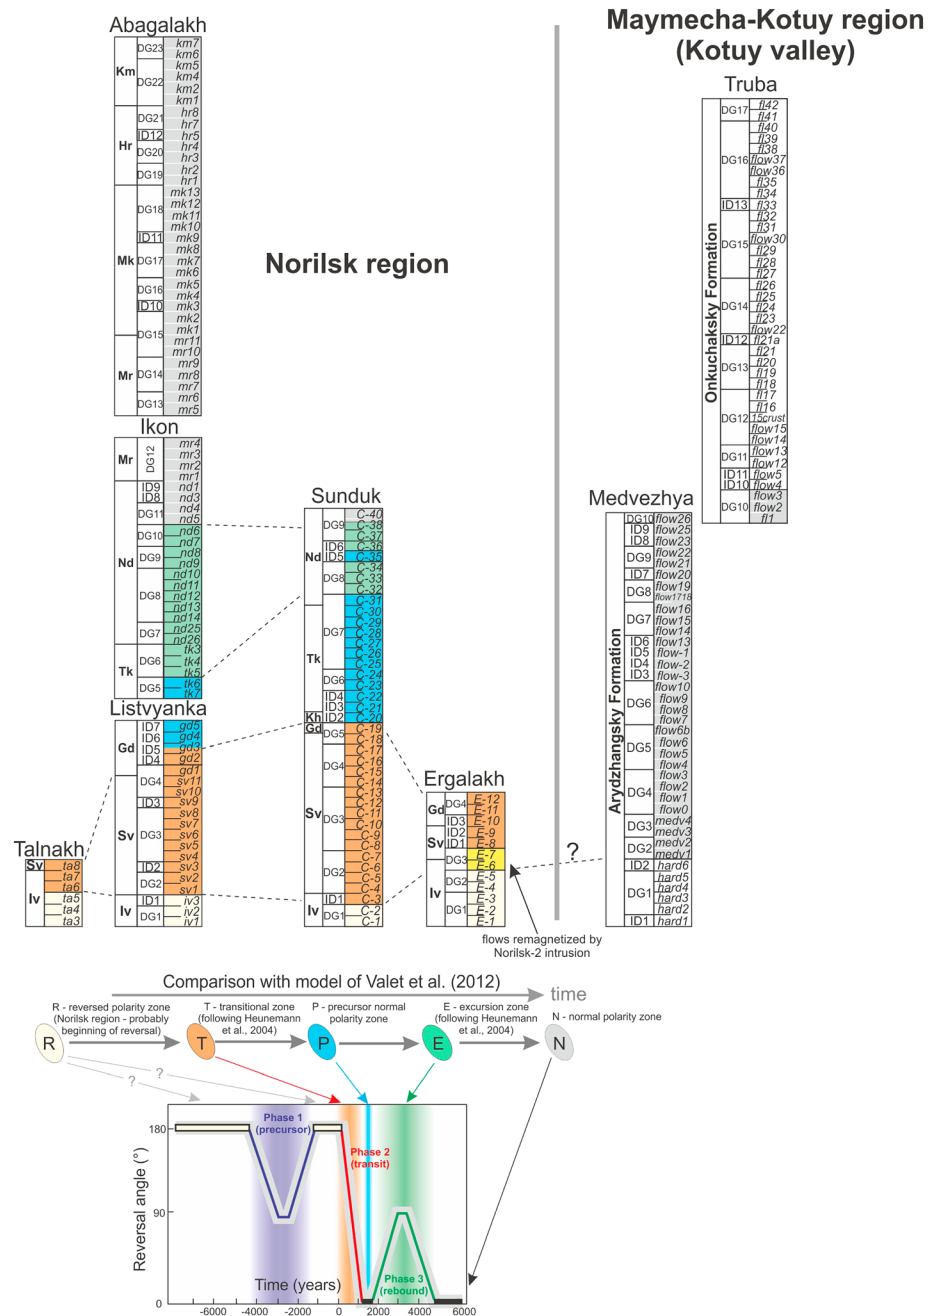 Abagalakh
Km
DG23
DG22
km7
km6
km5
km4
km2
km1
Hr
DG21
ID12
DG20
DG19
hr8
hr7
hr5
hr4
hr3
hr2
hr1
Mk
DG18
ID11
DG17
DG16
ID10
DG15
mk13
mk12
mk11
mk10
mk9
mk8
mk7
mk6
mk5
mk4
mk3
mk2
mk1
Mr
DG14
DG13
mr11
mr10
mr9
mr8
mr7
mr6
mr5
Norilsk region
Maymecha-Kotuy region
(Kotuy valley)
Ikon
Mr
DG12
mr4
mr3
mr2
mr1
Nd
ID9
ID8
DG11
DG10
DG9
DG8
DG7
nd1
nd3
nd4
nd5
nd6
nd7
nd8
nd9
nd10
nd11
nd12
nd13
nd14
nd25
nd26
Tk
DG6
DG5
tk3
tk4
tk5
tk6
tk7
Listvyanka
Gd
ID7
ID6
ID5
ID4
gd5
gd4
gd3
gd2
gd1
Sv
DG4
ID3
DG3
ID2
DG2
sv11
sv10
sv9
sv8
sv7
sv6
sv5
sv4
sv3
sv2
sv1
Iv
ID1
DG1
iv3
iv2
iv1
Talnakh
Sv
Iv
ta8
ta7
ta6
ta5
ta4
ta3
Sunduk
Nd
Tk
Kh
Gd
Sv
Iv
DG9
ID6
ID5
DG8
DG7
DG6
ID4
ID3
ID2
DG5
DG4
DG3
DG2
ID1
DG1
C-40
C-38
C-37
C-36
C-35
C-34
C-33
C-32
C-31
C-30
C-29
C-28
C-27
C-26
C-25
C-24
C-23
C-22
C-21
C-20
C-19
C-18
C-17
C-16
C-15
C-14
C-13
C-12
C-11
C-10
C-9
C-8
C-7
C-6
C-5
C-4
C-3
C-2
C-1
Ergalakh
Gd
Sv
Iv
DG4
ID3
ID2
ID1
DG3
DG2
DG1
E-12
E-11
E-10
E-9
E-8
E-7
E-6
E-5
E-4
E-3
E-2
E-1
flows remagnetized by
Norilsk-2 intrusion
?
Truba
Onkuchaksky Formation
DG17
DG16
ID13
DG15
DG14
ID12
DG13
DG12
DG11
ID11
ID10
DG10
fl42
fl41
fl40
fl39
fl38
flow37
flow36
fl35
fl34
fl33
fl32
fl31
flow30
fl29
fl28
fl27
fl26
fl25
fl24
fl23
flow22
fl21a
fl21
fl20
fl19
fl18
fl17
fl16
15crust
flow15
flow14
flow13
flow12
flow5
flow4
flow3
flow2
fl1
Medvezhya
Arydzhangsky Formation
DG10
ID9
ID8
DG9
ID7
DG8
DG7
ID6
ID5
ID4
ID3
DG6
DG5
DG4
DG3
DG2
ID2
DG1
ID1
flow26
flow25
flow23
flow22
flow21
flow20
flow19
flow1718
flow16
flow15
flow14
flow13
flow-1
flow-2
flow-3
flow10
flow9
flow8
flow7
flow6b
flow6
flow5
flow4
flow3
flow2
flow1
flow0
medv4
medv3
medv2
medv1
hard6
hard5
hard4
hard3
hard2
hard1
Comparison with model of Valet et al. (2012)
time
R - reversed polarity zone
(Norilsk region - probably
beginning of reversal)
T - transitional zone
(following Heunemann
et al., 2004)
P - precursor normal
polarity zone
E - excursion zone
(following Heunemann
et al., 2004)
N - normal polarity zone
R
T
P
E
N
?
?
Reversal angle (°)
180
90
0
Phase 1
(precursor)
Phase 2
(transit)
Phase 3
(rebound)
Time (years)
-6000
-4000
-2000
0
2000
4000
6000